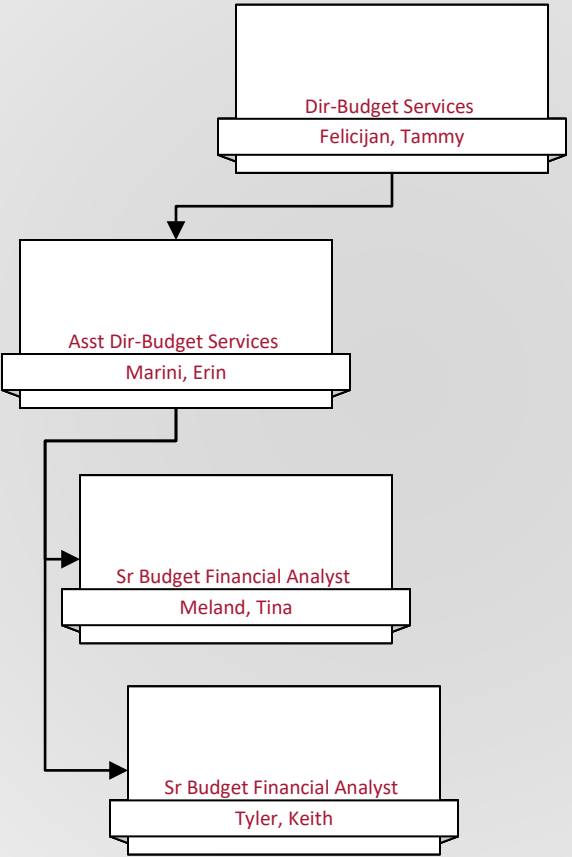 Dir-Budget Services
Felicijan, Tammy
Asst Dir-Budget Services
Marini, Erin
Sr Budget Financial Analyst
Meland, Tina
Sr Budget Financial Analyst
Tyler, Keith